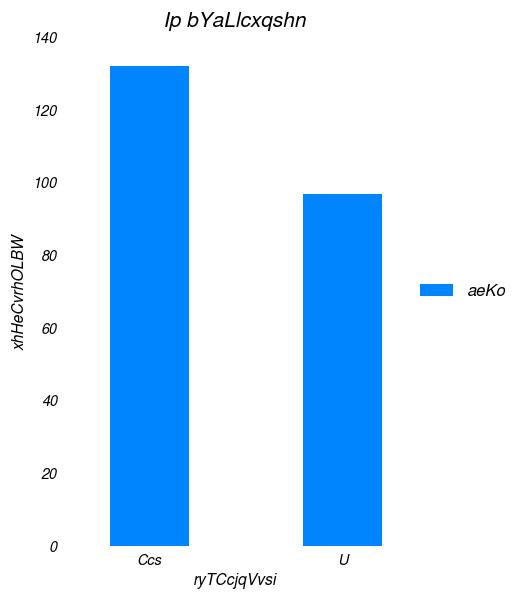 Ip bYaLlcxqshn
140
120
100
80
60
40
20
0
xhHeCvrhOLBW
Ccs
U
ryTCcjqVvsi
aeKo